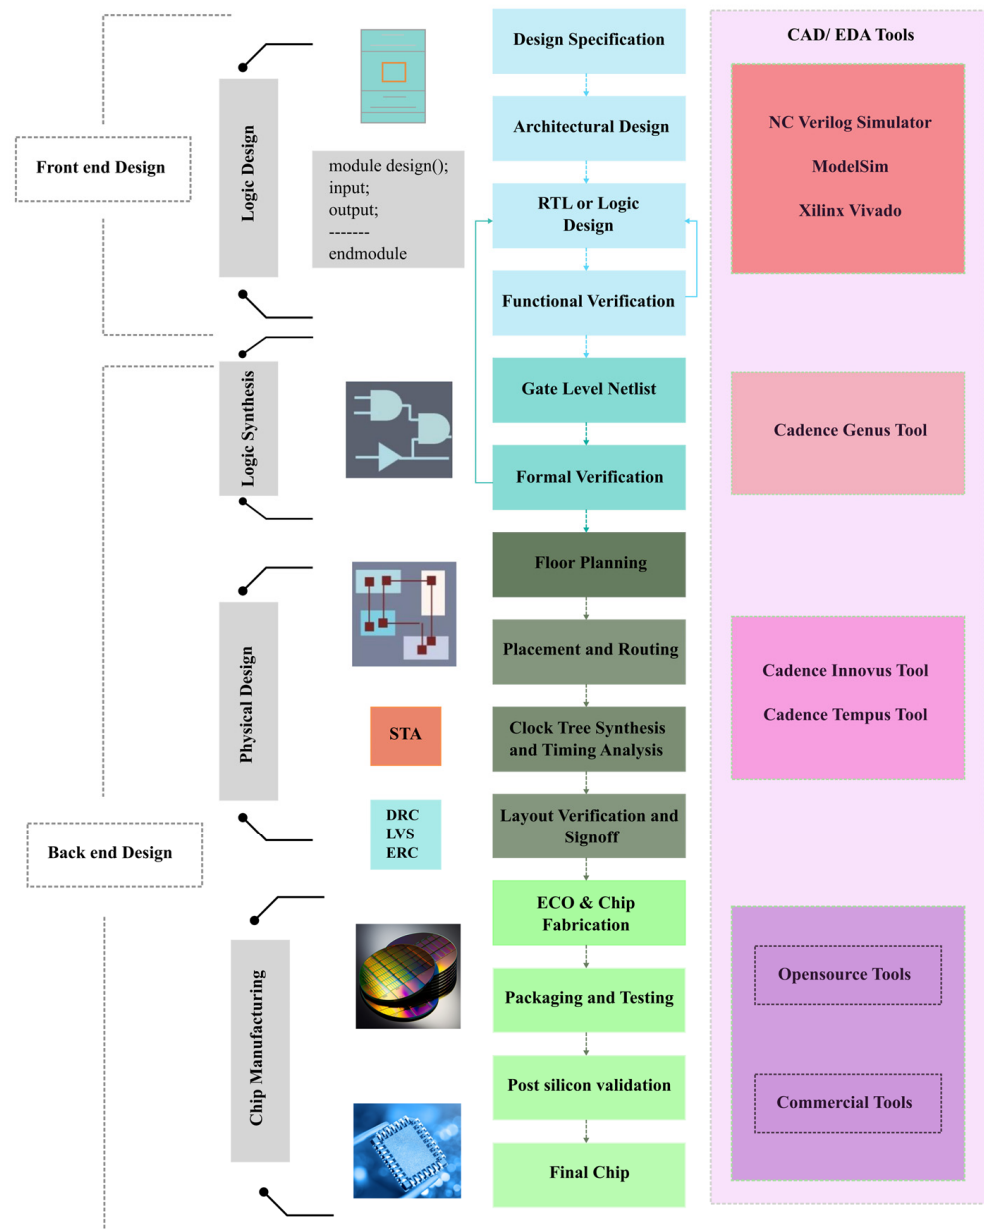 Front end Design
Back end Design
Logic Design
Logic Synthesis
Physical Design
Chip Manufacturing
module design();
input;
output;
-------
endmodule
STA
DRC
LVS
ERC
Design Specification
Architectural Design
RTL or Logic
Design
Functional Verification
Gate Level Netlist
Formal Verification
Floor Planning
Placement and Routing
Clock Tree Synthesis
and Timing Analysis
Layout Verification and
Signoff
ECO & Chip
Fabrication
Packaging and Testing
Post silicon validation
Final Chip
CAD/ EDA Tools
NC Verilog Simulator
ModelSim
Xilinx Vivado
Cadence Genus Tool
Cadence Innovus Tool
Cadence Tempus Tool
Opensource Tools
Commercial Tools